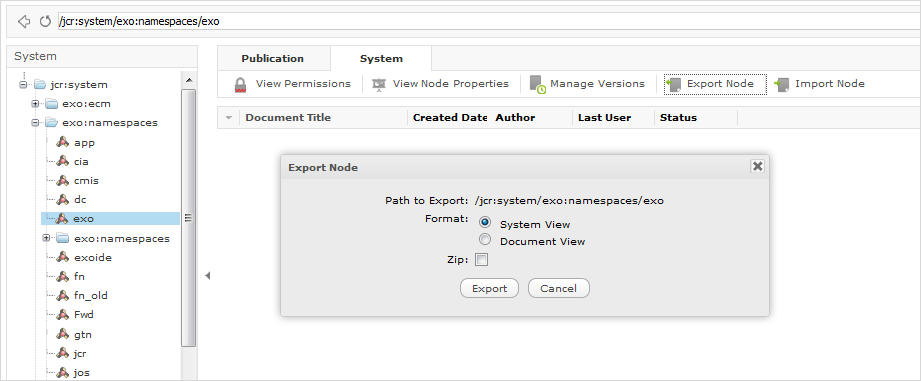 /jcr:system/exo:namespaces/exo
System
Publication
System
View Permissions
View Node Properties
Manage Versions
Export Node
Import Node
Document Title
Created Date
Author
Last User
Status
jcr:system
exo:ecm
exo:namespaces
app
cia
cmis
dc
exo
exo:namespaces
exoide
fn
fn_old
Fwd
gtn
jcr
jos
Export Node
Path to Export: /jcr:system/exo:namespaces/exo
Format: System View
Document View
Zip:
Export
Cancel